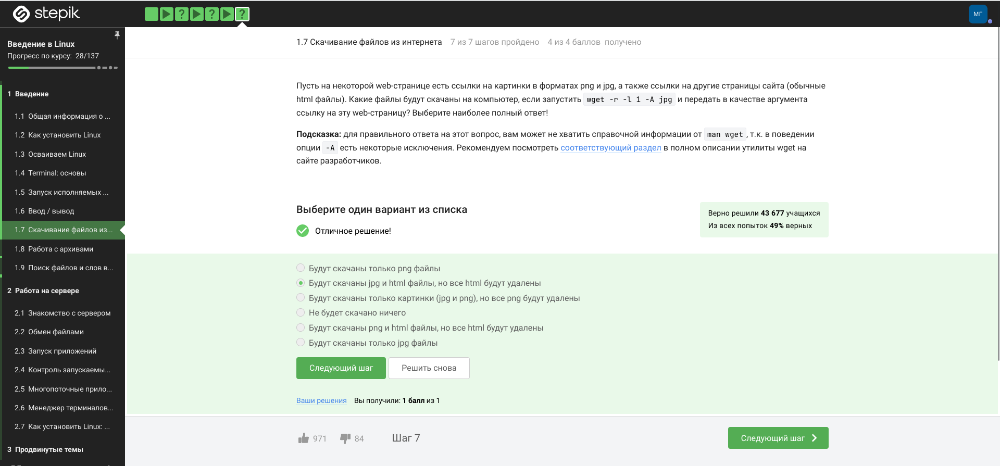 stepik
? ? ?
МГ
Введение в Linux
Прогресс по курсу: 28/137
1 Введение
1.1 Общая информация о ...
1.2 Как установить Linux
1.3 Осваиваем Linux
1.4 Terminal: основы
1.5 Запуск исполняемых ...
1.6 Ввод / вывод
1.7 Скачивание файлов из...
1.8 Работа с архивами
1.9 Поиск файлов и слов в...
2 Работа на сервере
2.1 Знакомство с сервером
2.2 Обмен файлами
2.3 Запуск приложений
2.4 Контроль запускаемы...
2.5 Многопоточные прило...
2.6 Менеджер терминалов...
2.7 Как установить Linux: ...
3 Продвинутые темы
1.7 Скачивание файлов из интернета 7 из 7 шагов пройдено 4 из 4 баллов получено
Пусть на некоторой web-странице есть ссылки на картинки в форматах png и jpg, а также ссылки на другие страницы сайта (обычные
html файлы). Какие файлы будут скачаны на компьютер, если запустить wget -r -l 1 -A jpg и передать в качестве аргумента
ссылку на эту web-страницу? Выберите наиболее полный ответ!
Подсказка: для правильного ответа на этот вопрос, вам может не хватить справочной информации от man wget, т.к. в поведении
опции -A есть некоторые исключения. Рекомендуем посмотреть соответствующий раздел в полном описании утилиты wget на
сайте разработчиков.
Выберите один вариант из списка
Отличное решение!
Верно решили 43 677 учащихся
Из всех попыток 49% верных
Будут скачаны только png файлы
Будут скачаны jpg и html файлы, но все html будут удалены
Будут скачаны только картинки (jpg и png), но все png будут удалены
Не будет скачано ничего
Будут скачаны png и html файлы, но все html будут удалены
Будут скачаны только jpg файлы
Следующий шаг Решить снова
Ваши решения Вы получили: 1 балл из 1
971 84 Шаг 7 Следующий шаг